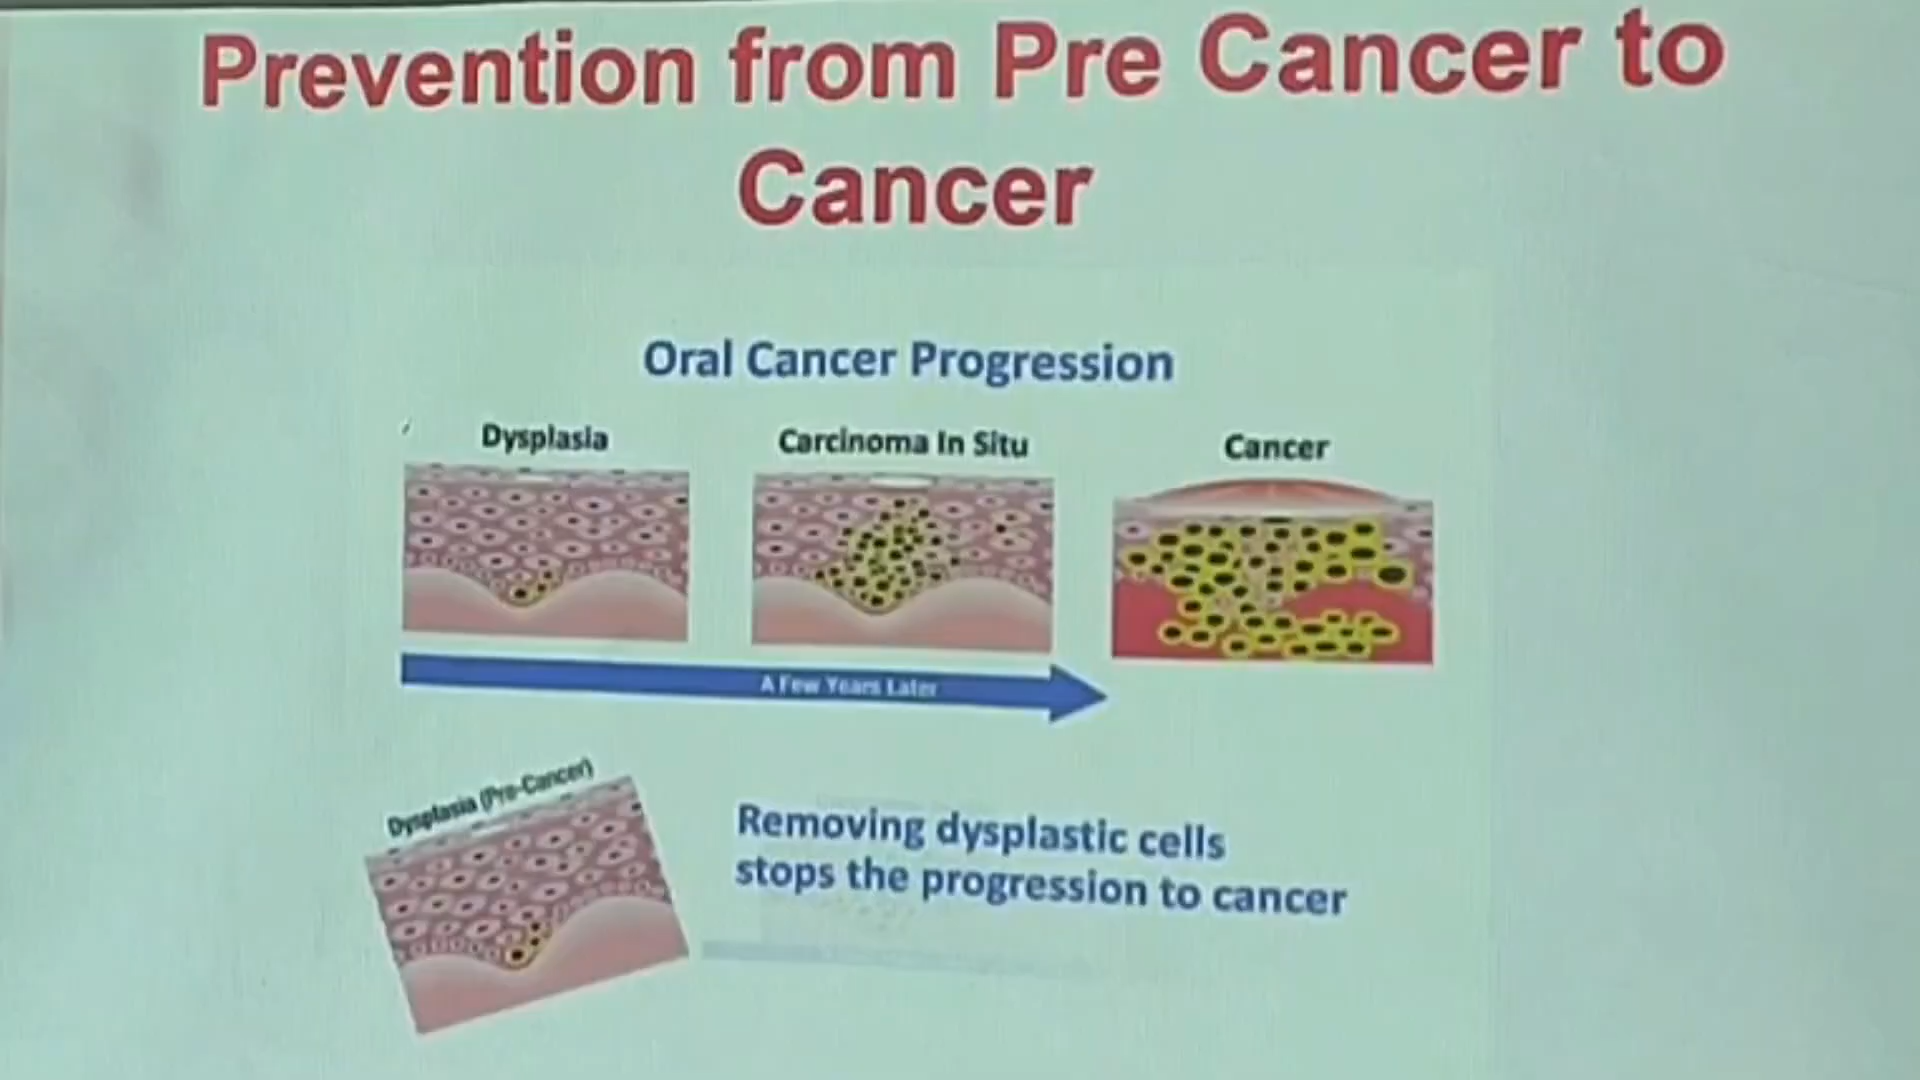 Prevention from Pre Cancer to
Cancer
Oral Cancer Progression
Dysplasia
Carcinoma In Situ
Cancer
A Few Years Later
Dysplasia (Pre-Cancer)
Removing dysplastic cells
stops the progression to cancer